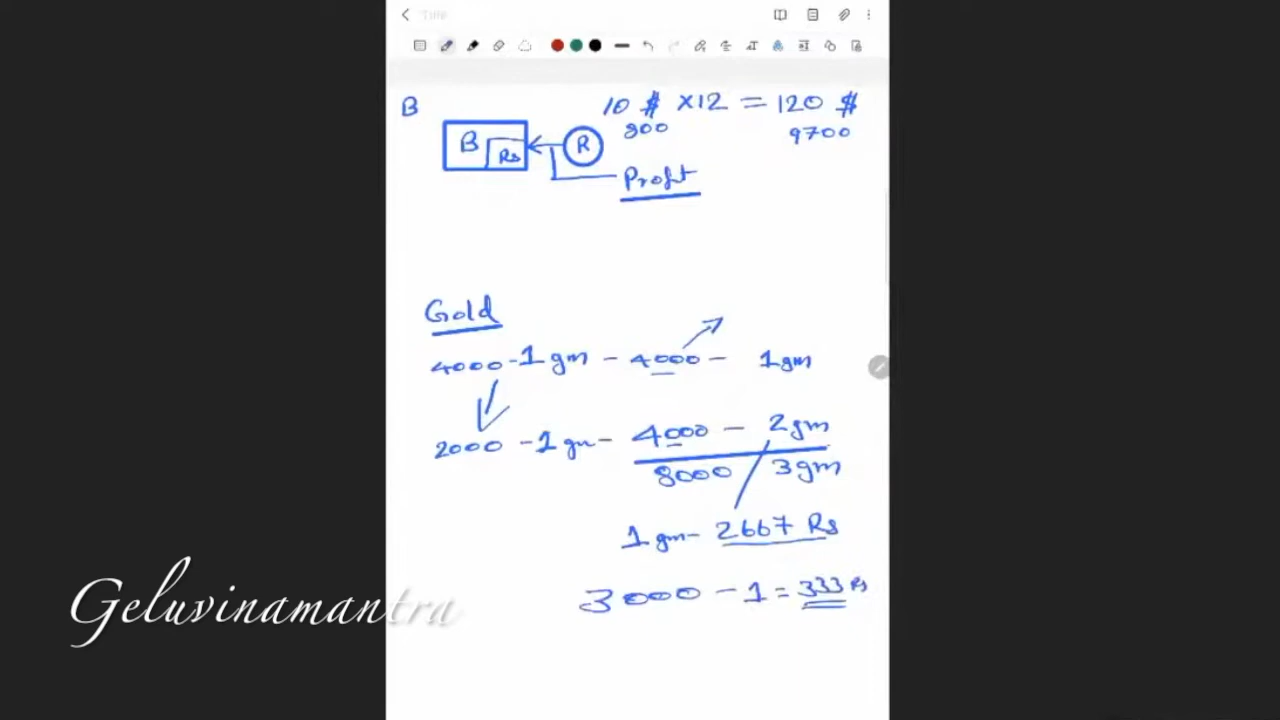 B
10 $ x12 = 120 $
800 9700
B Rs R
Profit
Gold
4000 - 1 gm - 4000 - 1 gm
2000 - 1 gm - 4000 - 2 gm
8000 / 3 gm
1 gm - 2667 Rs
3000 - 1 = 333 Rs
Geluvinamantra